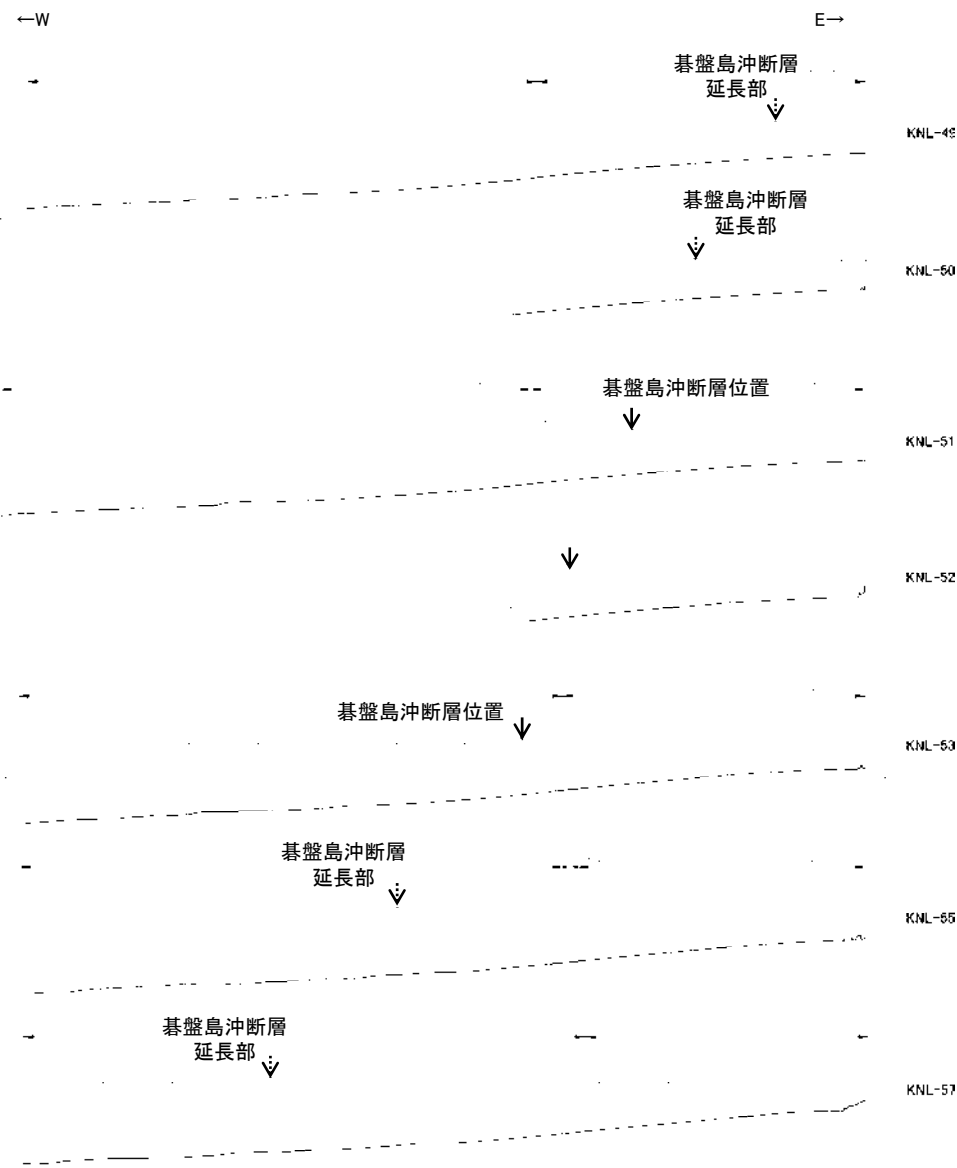 ←W
E→
碁盤島沖断層
延長部
KNL-49
碁盤島沖断層
延長部
KNL-50
碁盤島沖断層位置
KNL-51
KNL-52
碁盤島沖断層位置
KNL-53
碁盤島沖断層
延長部
KNL-55
碁盤島沖断層
延長部
KNL-57